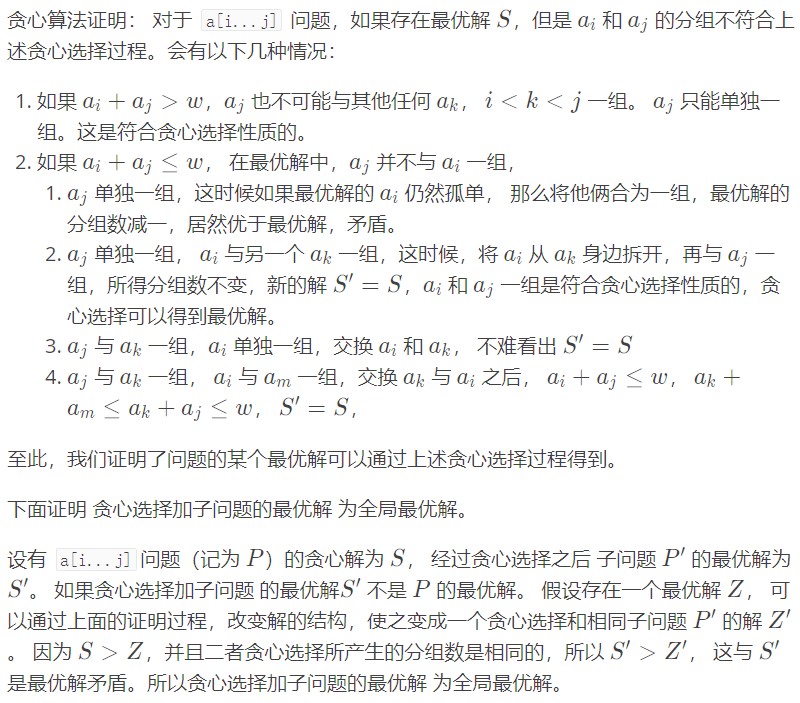 贪心算法证明： 对于 a[i...j] 问题，如果存在最优解 S，但是 a_i 和 a_j 的分组不符合上
述贪心选择过程。会有以下几种情况：
1. 如果 a_i + a_j > w，a_j 也不可能与其他任何 a_k， i < k < j 一组。 a_j 只能单独一
组。这是符合贪心选择性质的。
2. 如果 a_i + a_j ≤ w， 在最优解中，a_j 并不与 a_i 一组，
1. a_j 单独一组，这时候如果最优解的 a_i 仍然孤单， 那么将他俩合为一组，最优解的
分组数减一，居然优于最优解，矛盾。
2. a_j 单独一组， a_i 与另一个 a_k 一组，这时候，将 a_i 从 a_k 身边拆开，再与 a_j 一
组，所得分组数不变，新的解 S′ = S，a_i 和 a_j 一组是符合贪心选择性质的，贪
心选择可以得到最优解。
3. a_j 与 a_k 一组，a_i 单独一组，交换 a_i 和 a_k， 不难看出 S′ = S
4. a_j 与 a_k 一组， a_i 与 a_m 一组，交换 a_k 与 a_i 之后， a_i + a_j ≤ w， a_k +
a_m ≤ a_k + a_j ≤ w， S′ = S，
至此，我们证明了问题的某个最优解可以通过上述贪心选择过程得到。
下面证明 贪心选择加子问题的最优解 为全局最优解。
设有 a[i...j] 问题（记为 P）的贪心解为 S， 经过贪心选择之后 子问题 P′ 的最优解为
S′。 如果贪心选择加子问题 的最优解S′ 不是 P 的最优解。 假设存在一个最优解 Z， 可
以通过上面的证明过程，改变解的结构，使之变成一个贪心选择和相同子问题 P′ 的解 Z′
。 因为 S > Z，并且二者贪心选择所产生的分组数是相同的，所以 S′ > Z′， 这与 S′
是最优解矛盾。所以贪心选择加子问题的最优解 为全局最优解。